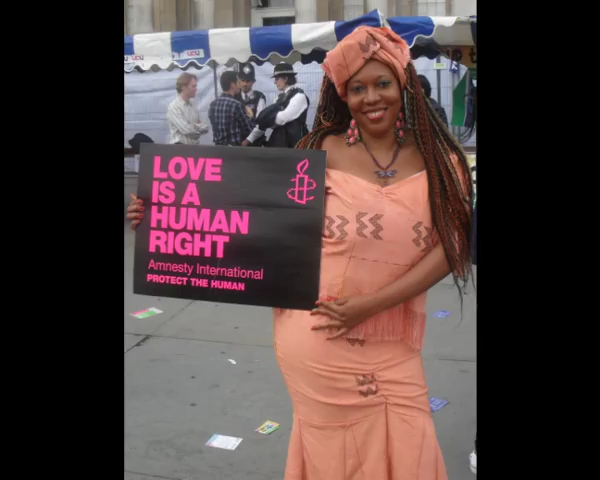 LOVE
IS A
HUMAN
RIGHT
Amnesty International
PROTECT THE HUMAN